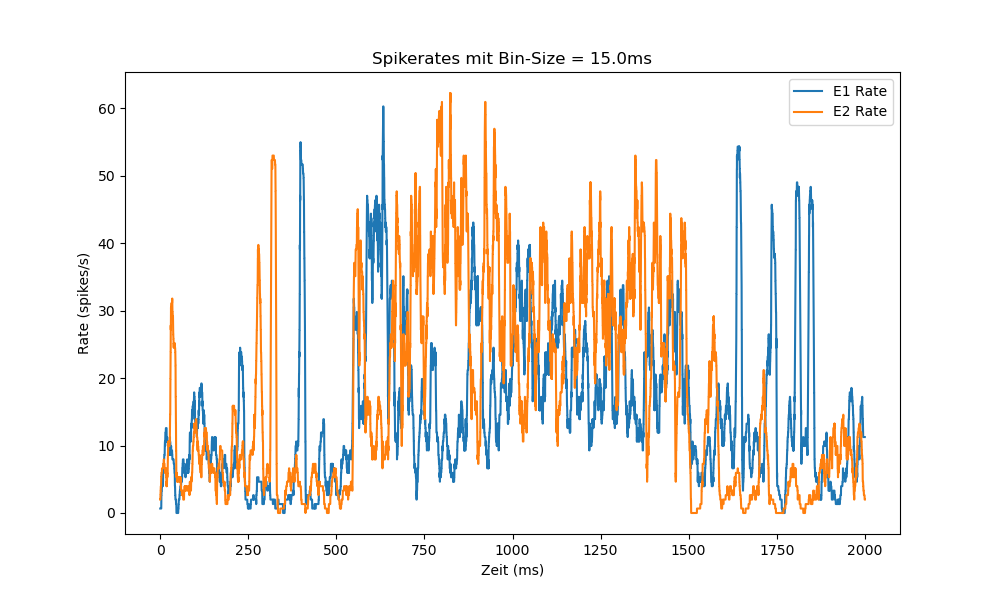 Spikerates mit Bin-Size = 15.0ms
E1 Rate
E2 Rate
60
50
40
30
20
10
0
Rate (spikes/s)
0 250 500 750 1000 1250 1500 1750 2000
Zeit (ms)